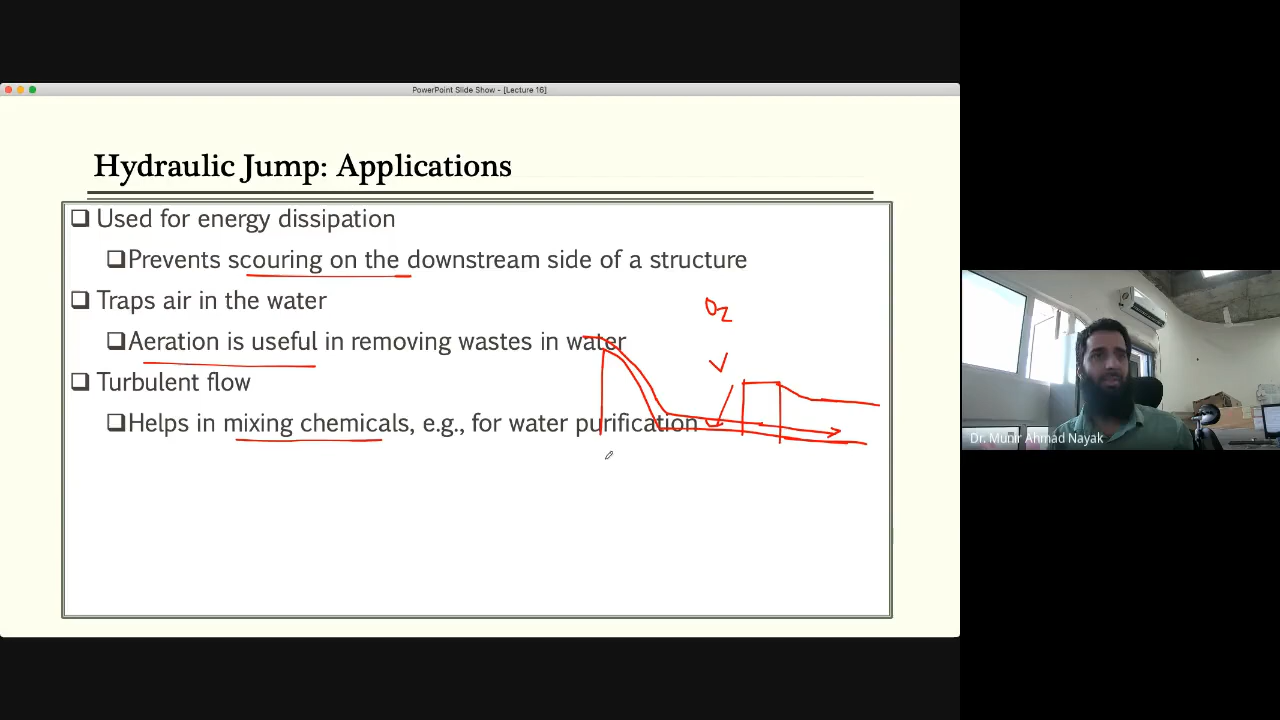 PowerPoint Slide Show - [Lecture 16]
Hydraulic Jump: Applications
Used for energy dissipation
Prevents scouring on the downstream side of a structure
Traps air in the water
O2
Aeration is useful in removing wastes in water
Turbulent flow
Helps in mixing chemicals, e.g., for water purification
Dr. Munir Ahmad Nayak